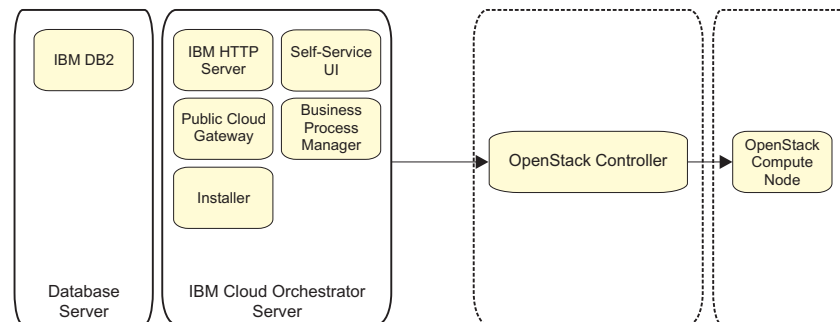 IBM DB2
Database
Server
IBM HTTP
Server
Self-Service
UI
Public Cloud
Gateway
Business
Process
Manager
Installer
IBM Cloud Orchestrator
Server
OpenStack Controller
OpenStack
Compute
Node